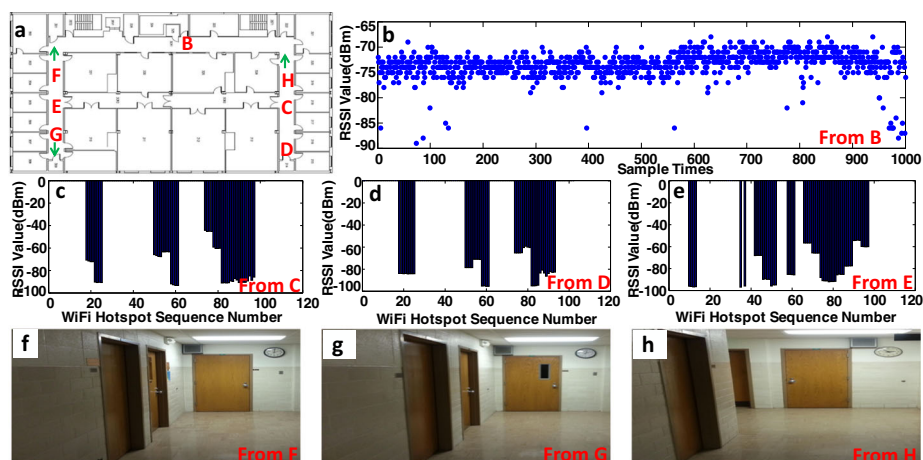 a
B
F
H
E
C
G
D
b
RSSI Value(dBm)
-65
-70
-75
-80
-85
-90
0 100 200 300 400 500 600 700 800 900 1000
Sample Times
From B
c
RSSI Value(dBm)
0
-20
-40
-60
-80
-100
0 20 40 60 80 100 120
WiFi Hotspot Sequence Number
From C
d
RSSI Value(dBm)
0
-20
-40
-60
-80
-100
0 20 40 60 80 100 120
WiFi Hotspot Sequence Number
From D
e
RSSI Value(dBm)
0
-20
-40
-60
-80
-100
0 20 40 60 80 100 120
WiFi Hotspot Sequence Number
From E
f
From F
g
From G
h
From H